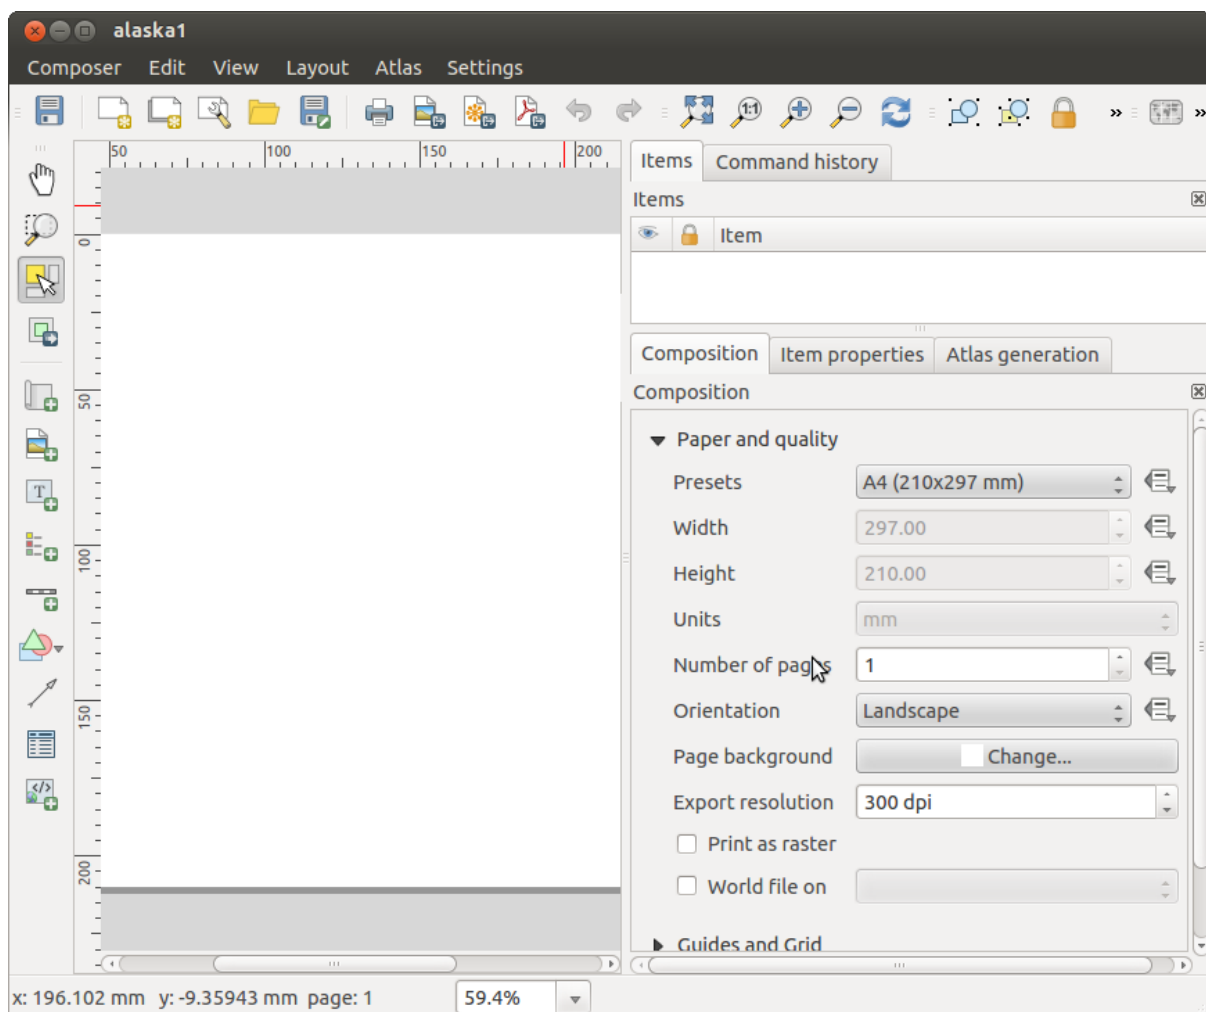 alaska1
Composer Edit View Layout Atlas Settings
1:1
50 100 150 200
Items Command history
Items
Item
0
50
100
150
200
T
</>
Composition Item properties Atlas generation
Composition
Paper and quality
Presets A4 (210x297 mm)
Width 297.00
Height 210.00
Units mm
Number of pages 1
Orientation Landscape
Page background Change...
Export resolution 300 dpi
Print as raster
World file on
Guides and Grid
x: 196.102 mm y: -9.35943 mm page: 1 59.4%